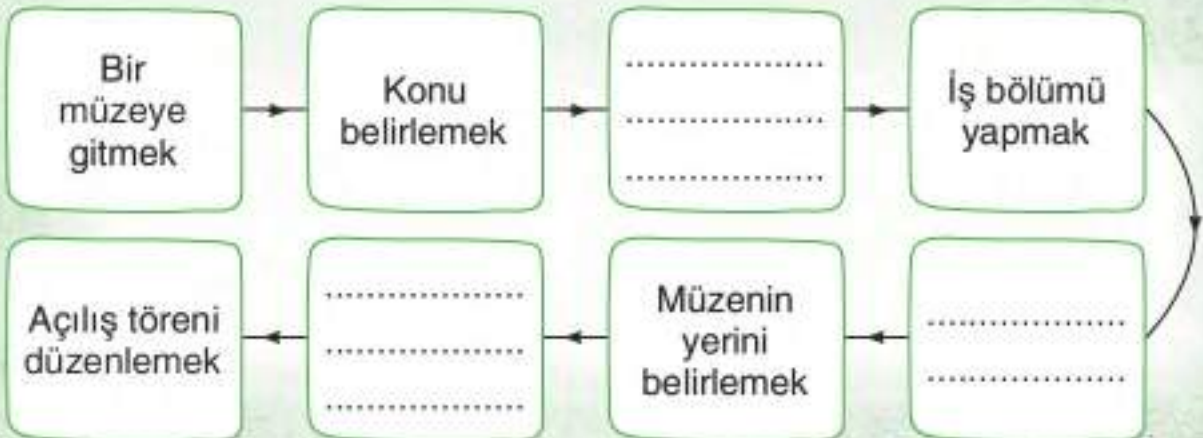 Bir
müzeye
gitmek
Konu
belirlemek
....................
....................
....................
İş bölümü
yapmak
....................
....................
Müzenin
yerini
belirlemek
....................
....................
....................
Açılış töreni
düzenlemek